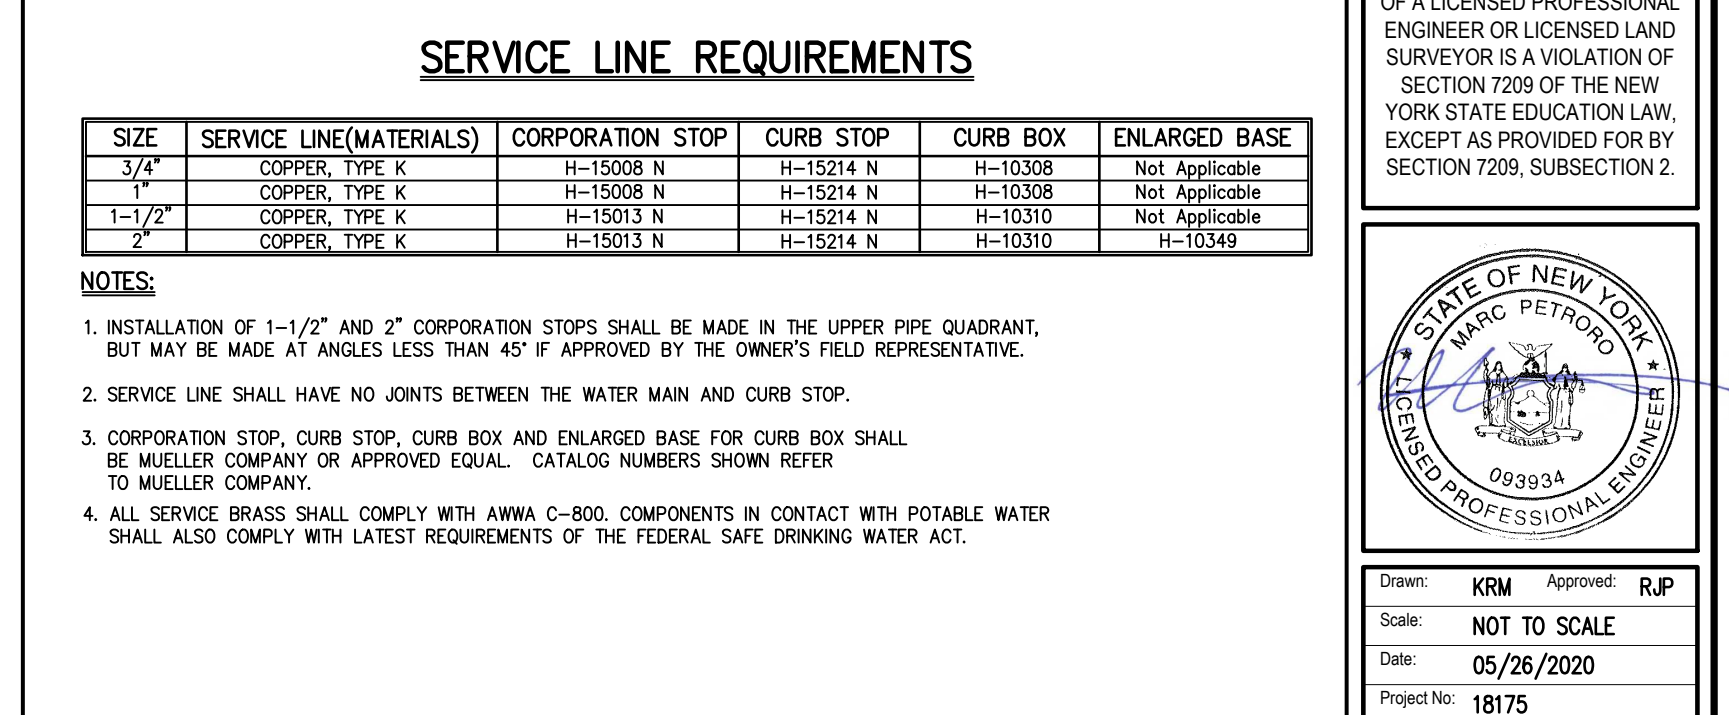 SERVICE LINE REQUIREMENTS
SIZE SERVICE LINE(MATERIALS) CORPORATION STOP CURB STOP CURB BOX ENLARGED BASE
3/4" COPPER, TYPE K H-15008 N H-15214 N H-10308 Not Applicable
1" COPPER, TYPE K H-15008 N H-15214 N H-10308 Not Applicable
1-1/2" COPPER, TYPE K H-15013 N H-15214 N H-10310 Not Applicable
2" COPPER, TYPE K H-15013 N H-15214 N H-10310 H-10349
NOTES:
1. INSTALLATION OF 1-1/2" AND 2" CORPORATION STOPS SHALL BE MADE IN THE UPPER PIPE QUADRANT,
BUT MAY BE MADE AT ANGLES LESS THAN 45° IF APPROVED BY THE OWNER'S FIELD REPRESENTATIVE.
2. SERVICE LINE SHALL HAVE NO JOINTS BETWEEN THE WATER MAIN AND CURB STOP.
3. CORPORATION STOP, CURB STOP, CURB BOX AND ENLARGED BASE FOR CURB BOX SHALL
BE MUELLER COMPANY OR APPROVED EQUAL. CATALOG NUMBERS SHOWN REFER
TO MUELLER COMPANY.
4. ALL SERVICE BRASS SHALL COMPLY WITH AWWA C-800. COMPONENTS IN CONTACT WITH POTABLE WATER
SHALL ALSO COMPLY WITH LATEST REQUIREMENTS OF THE FEDERAL SAFE DRINKING WATER ACT.
OF A LICENSED PROFESSIONAL
ENGINEER OR LICENSED LAND
SURVEYOR IS A VIOLATION OF
SECTION 7209 OF THE NEW
YORK STATE EDUCATION LAW,
EXCEPT AS PROVIDED FOR BY
SECTION 7209, SUBSECTION 2.
STATE OF NEW YORK
MARC PETRORO
EXCELSIOR
093934
LICENSED PROFESSIONAL ENGINEER
Drawn: KRM Approved: RJP
Scale: NOT TO SCALE
Date: 05/26/2020
Project No: 18175